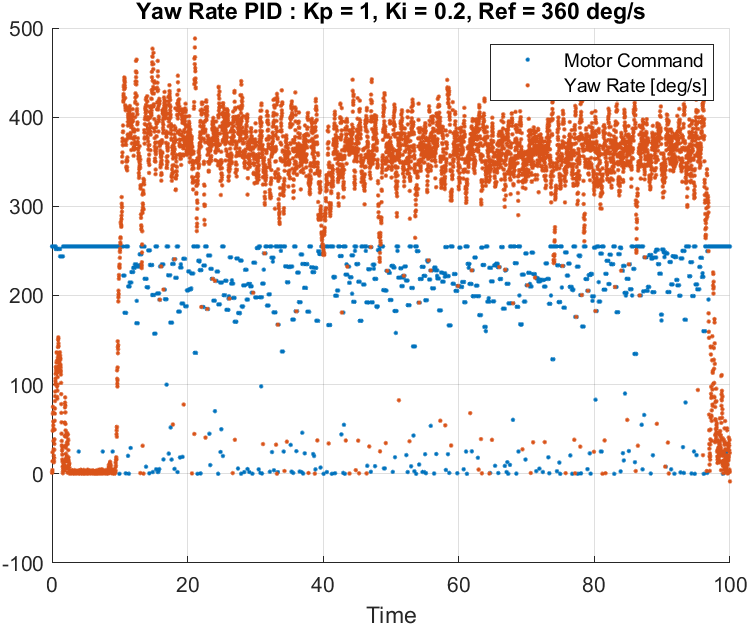 Yaw Rate PID : Kp = 1, Ki = 0.2, Ref = 360 deg/s
500
Motor Command
Yaw Rate [deg/s]
400
300
200
100
0
-100
0 20 40 60 80 100
Time